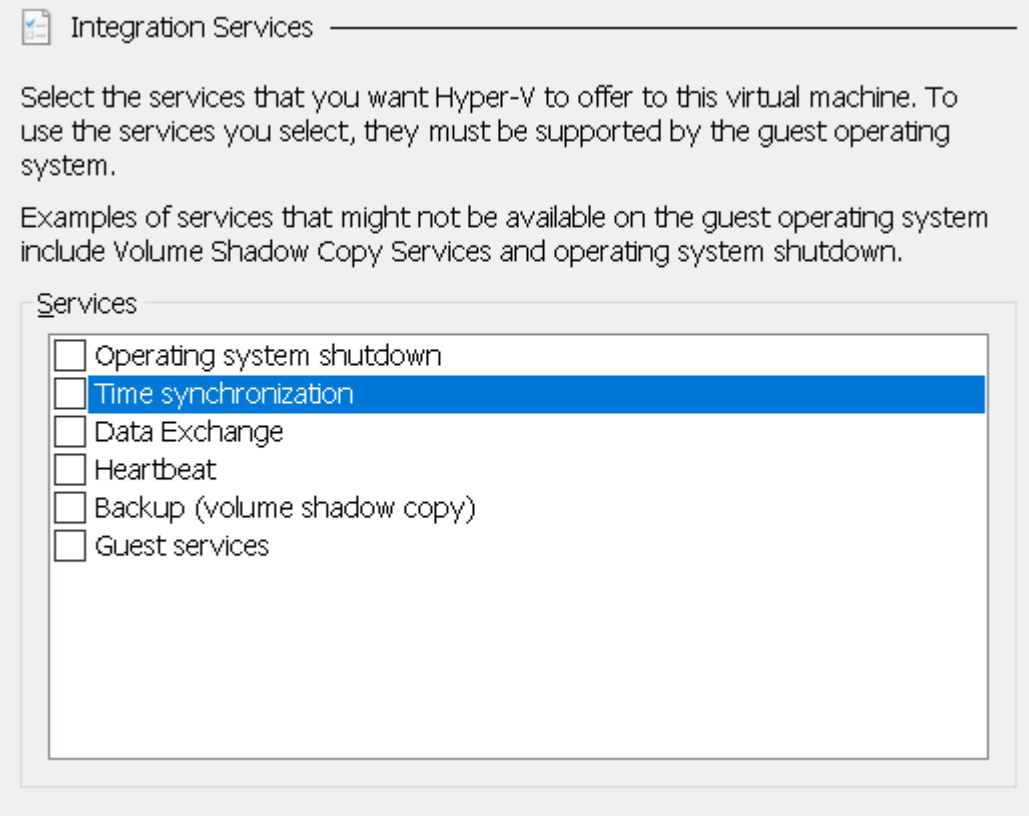 Integration Services
Select the services that you want Hyper-V to offer to this virtual machine. To
use the services you select, they must be supported by the guest operating
system.
Examples of services that might not be available on the guest operating system
include Volume Shadow Copy Services and operating system shutdown.
Services
Operating system shutdown
Time synchronization
Data Exchange
Heartbeat
Backup (volume shadow copy)
Guest services